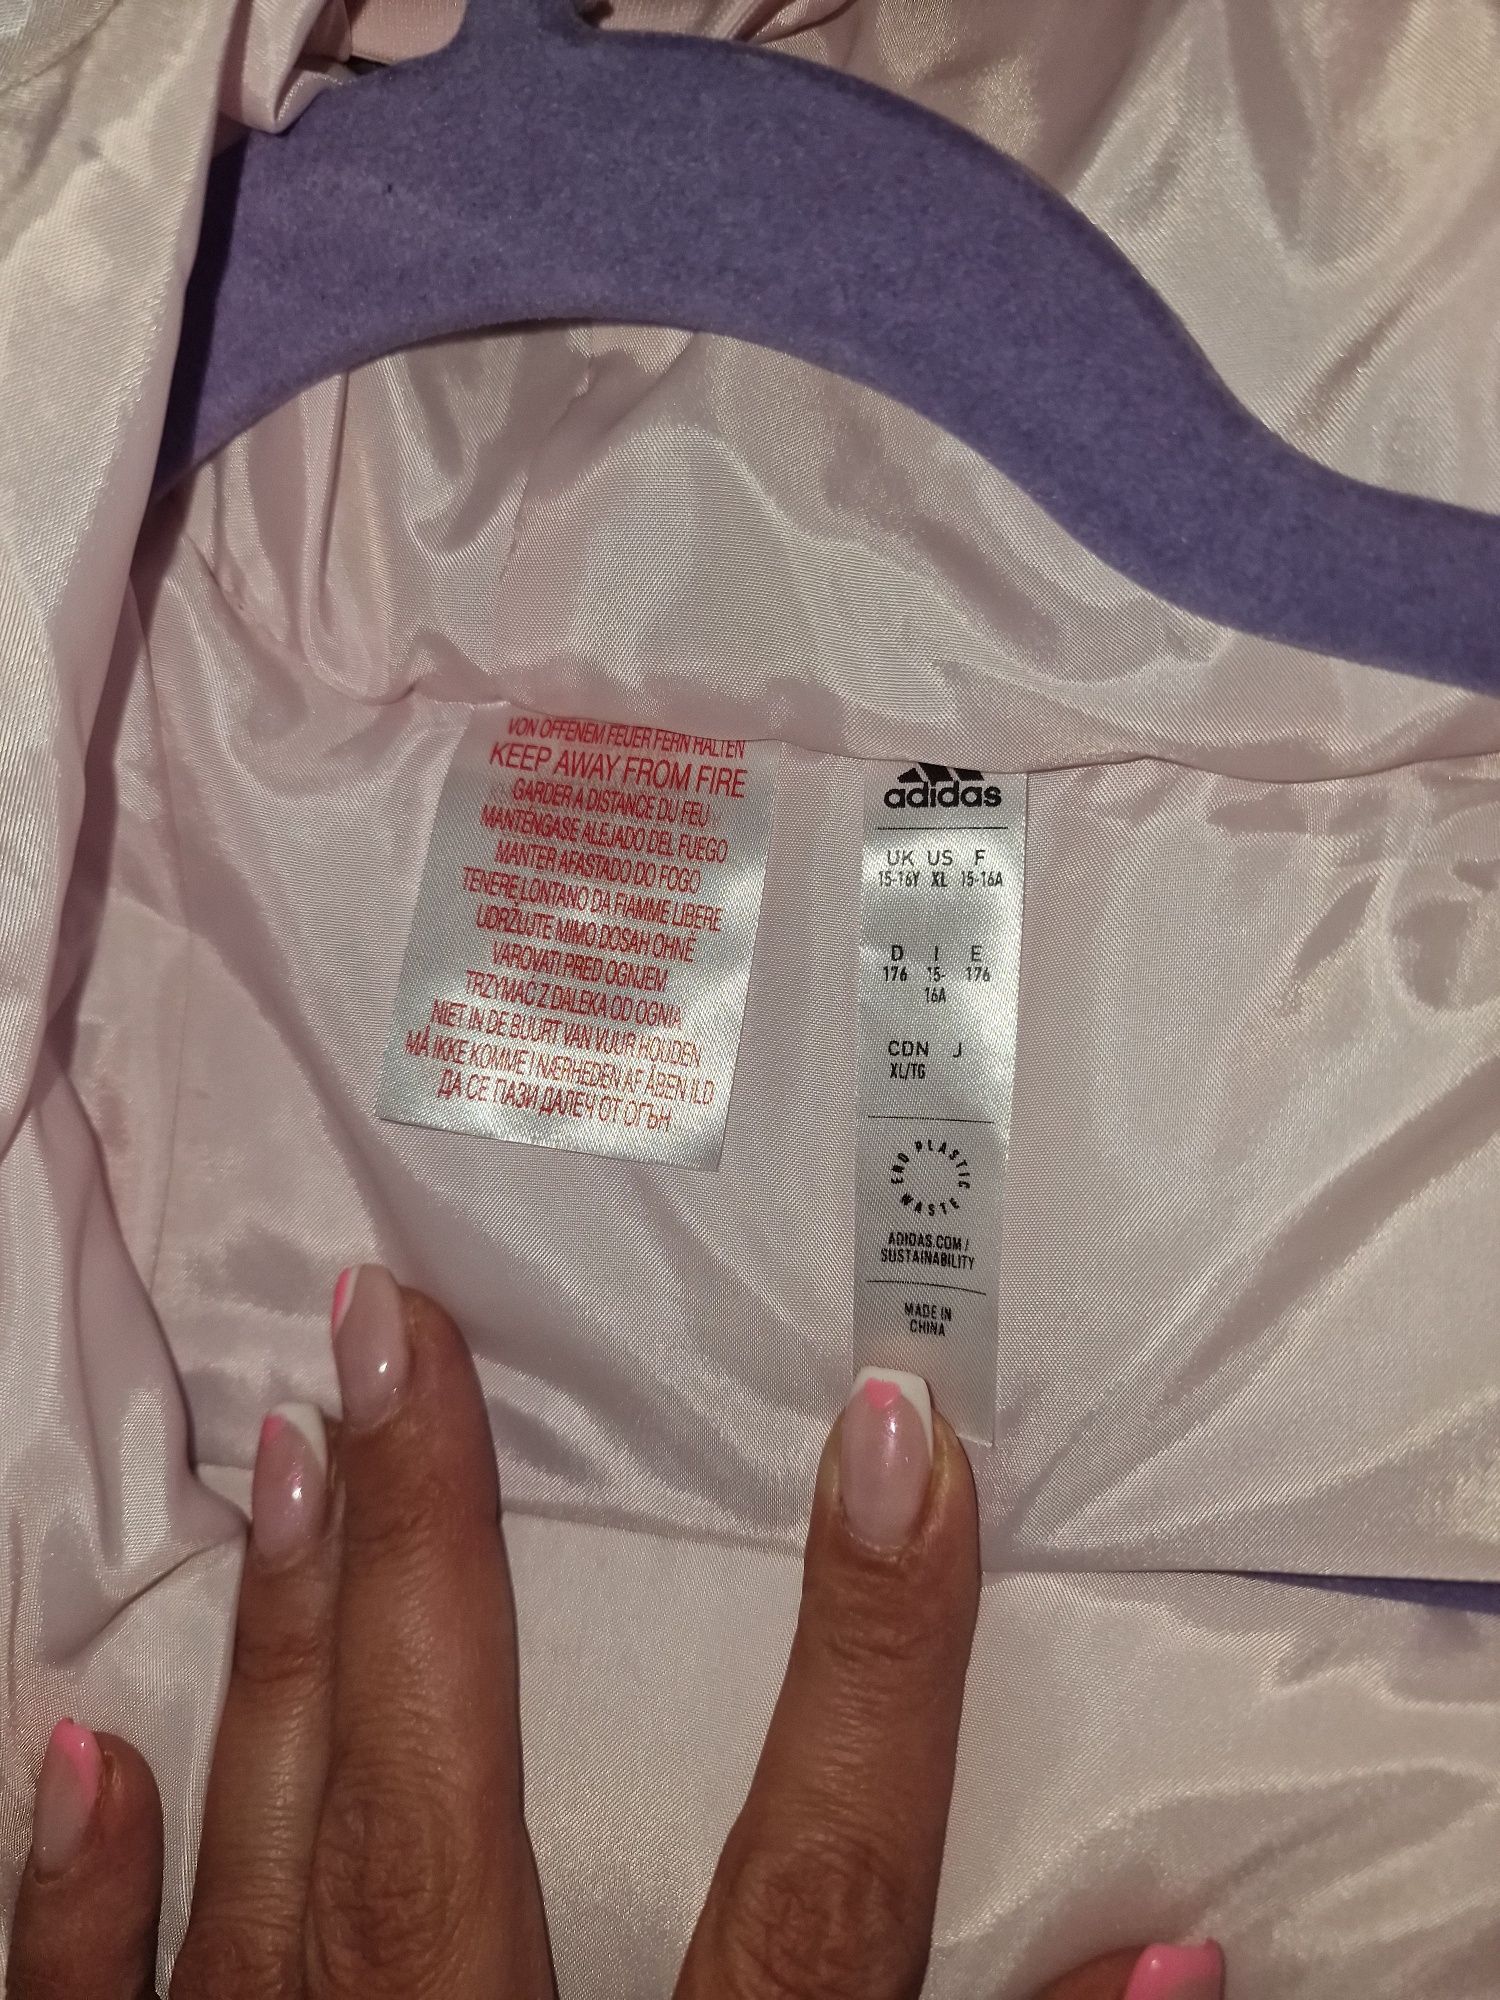 VON OFFENEM FEUER FERN HALTEN
KEEP AWAY FROM FIRE
GARDER A DISTANCE DU FEU
MANTENGASE ALEJADO DEL FUEGO
MANTER AFASTADO DO FOGO
TENERE LONTANO DA FIAMME LIBERE
UDRŽUJTE MIMO DOSAH OHNĚ
VAROVATI PRED OGNJEM
TRZYMAĆ Z DALEKA OD OGNIA
NIET IN DE BUURT VAN VUUR HOUDEN
MÅ IKKE KOMME I NÆRHEDEN AF ÅBEN ILD
ДА СЕ ПАЗИ ДАЛЕЧ ОТ ОГЪН
adidas
UK US F
15-16Y XL 15-16A
D I E
176 15- 176
16A
CDN J
XL/TG
END PLASTIC WASTE
ADIDAS.COM/
SUSTAINABILITY
MADE IN
CHINA